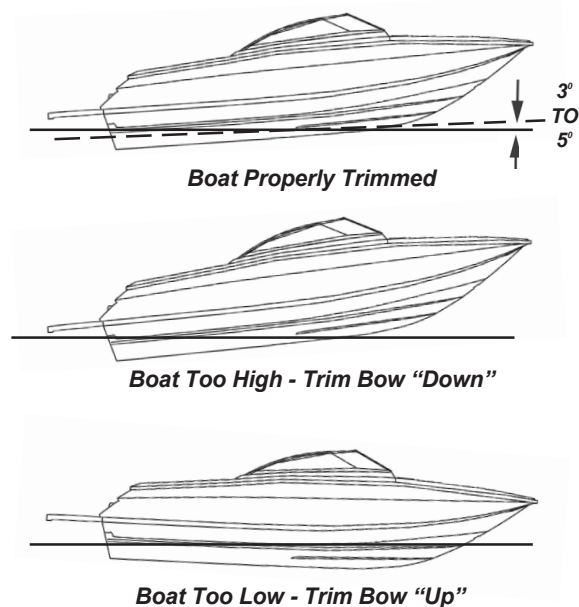 3°
TO
5°
Boat Properly Trimmed
Boat Too High - Trim Bow “Down”
Boat Too Low - Trim Bow “Up”